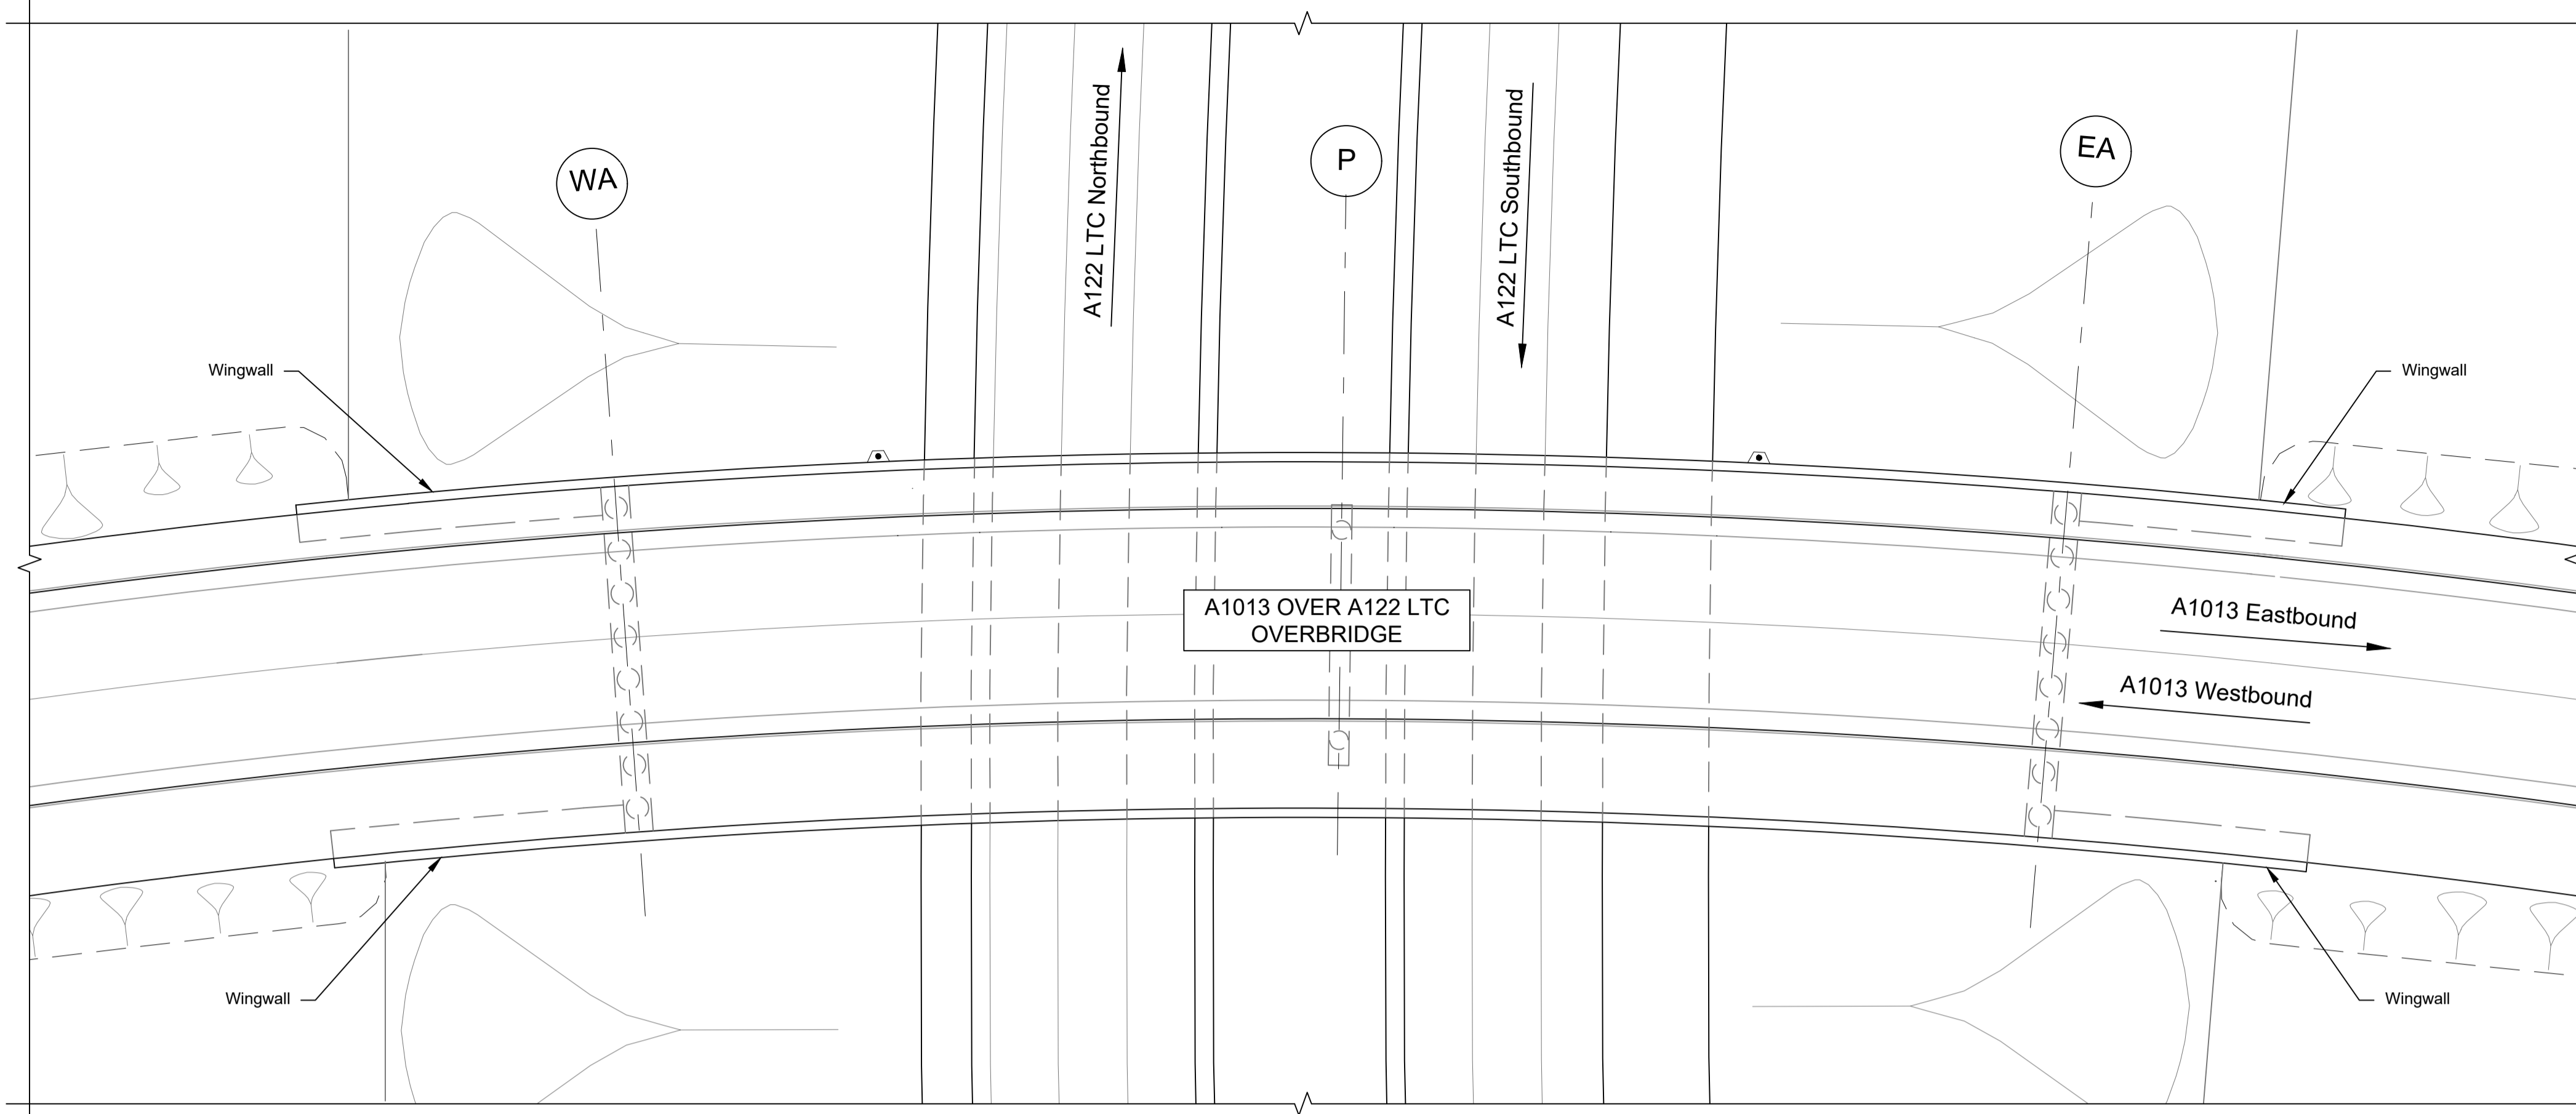 WA
A122 LTC Northbound
P
A122 LTC Southbound
EA
Wingwall
Wingwall
A1013 OVER A122 LTC
OVERBRIDGE
A1013 Eastbound
A1013 Westbound
Wingwall
Wingwall